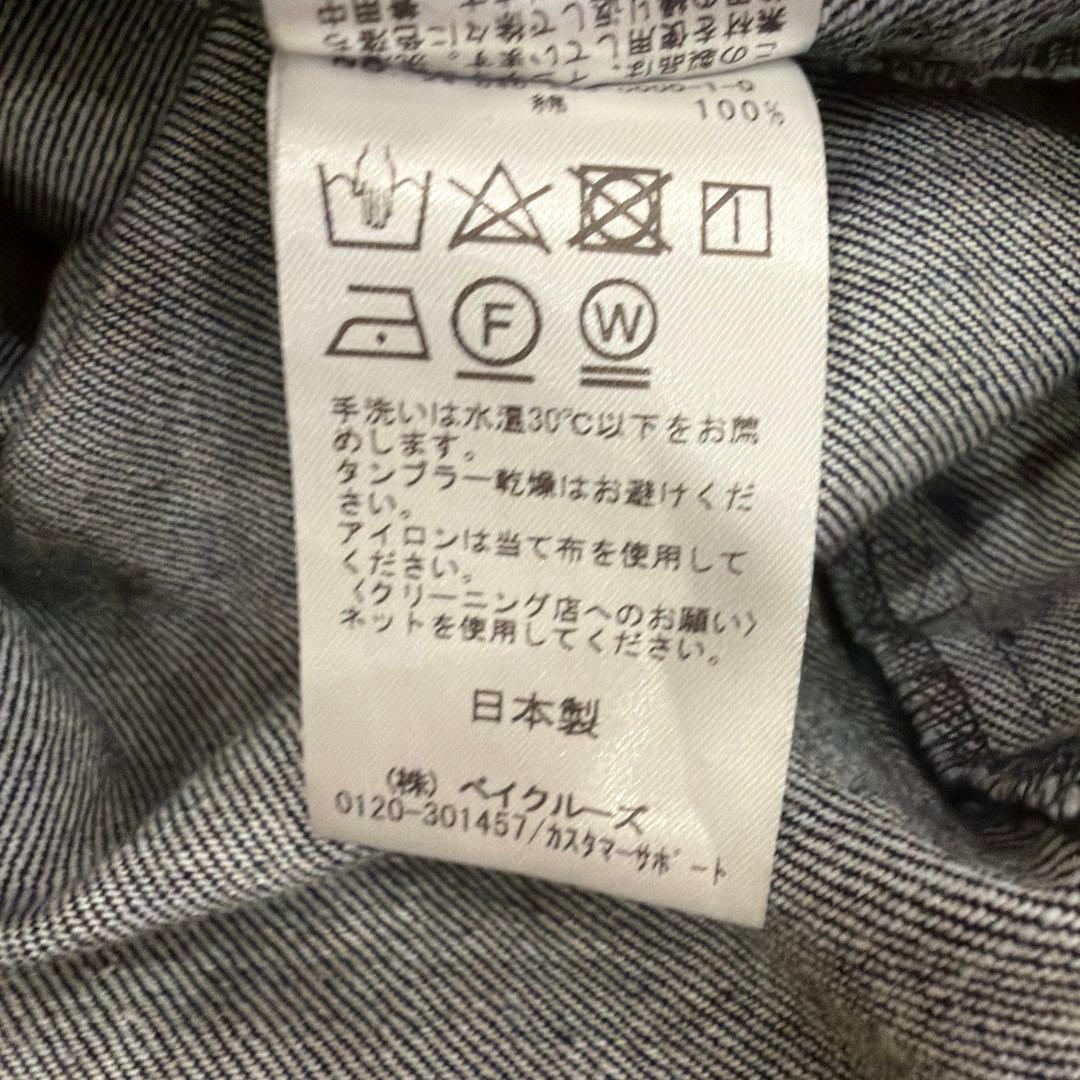 綿 100%
F W
手洗いは水温30℃以下をお薦
めします。
タンブラー乾燥はお避けくだ
さい。
アイロンは当て布を使用して
ください。
〈クリーニング店へのお願い〉
ネットを使用してください。
日本製
(株) ベイクルーズ
0120-301457/カスタマーサポート